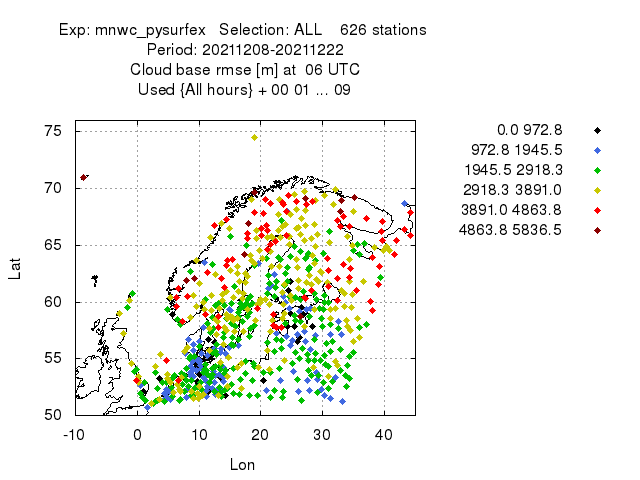 Exp: mnwc_pysurfex Selection: ALL 626 stations
Period: 20211208-20211222
Cloud base rmse [m] at 06 UTC
Used {All hours} + 00 01 ... 09
0.0 972.8
972.8 1945.5
1945.5 2918.3
2918.3 3891.0
3891.0 4863.8
4863.8 5836.5
75
70
65
60
55
50
Lat
-10 0 10 20 30 40
Lon